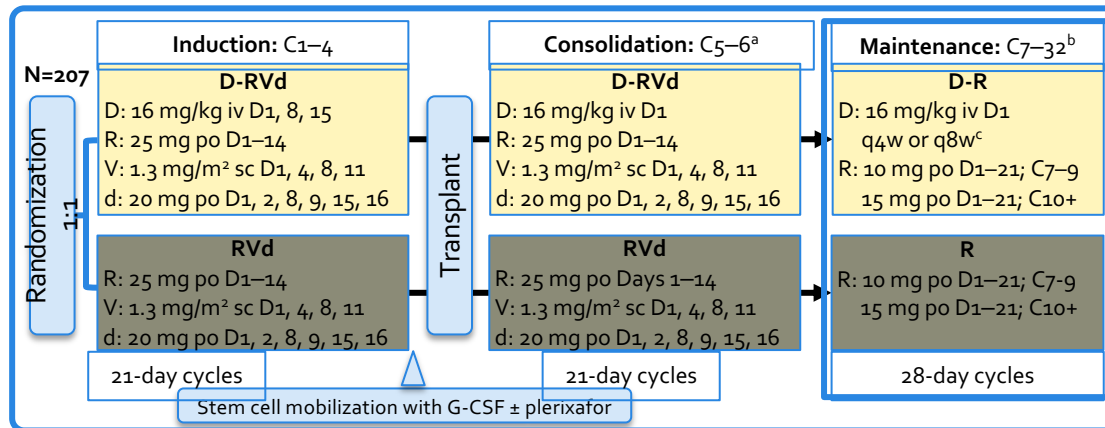 Induction: C1–4
Consolidation: C5–6ᵃ
Maintenance: C7–32ᵇ
N=207
Randomization
1:1
D-RVd
D: 16 mg/kg iv D1, 8, 15
R: 25 mg po D1–14
V: 1.3 mg/m² sc D1, 4, 8, 11
d: 20 mg po D1, 2, 8, 9, 15, 16
RVd
R: 25 mg po D1–14
V: 1.3 mg/m² sc D1, 4, 8, 11
d: 20 mg po D1, 2, 8, 9, 15, 16
21-day cycles
Transplant
Stem cell mobilization with G-CSF ± plerixafor
D-RVd
D: 16 mg/kg iv D1
R: 25 mg po D1–14
V: 1.3 mg/m² sc D1, 4, 8, 11
d: 20 mg po D1, 2, 8, 9, 15, 16
RVd
R: 25 mg po Days 1–14
V: 1.3 mg/m² sc D1, 4, 8, 11
d: 20 mg po D1, 2, 8, 9, 15, 16
21-day cycles
D-R
D: 16 mg/kg iv D1
q4w or q8wᶜ
R: 10 mg po D1–21; C7–9
15 mg po D1–21; C10+
R
R: 10 mg po D1–21; C7-9
15 mg po D1–21; C10+
28-day cycles